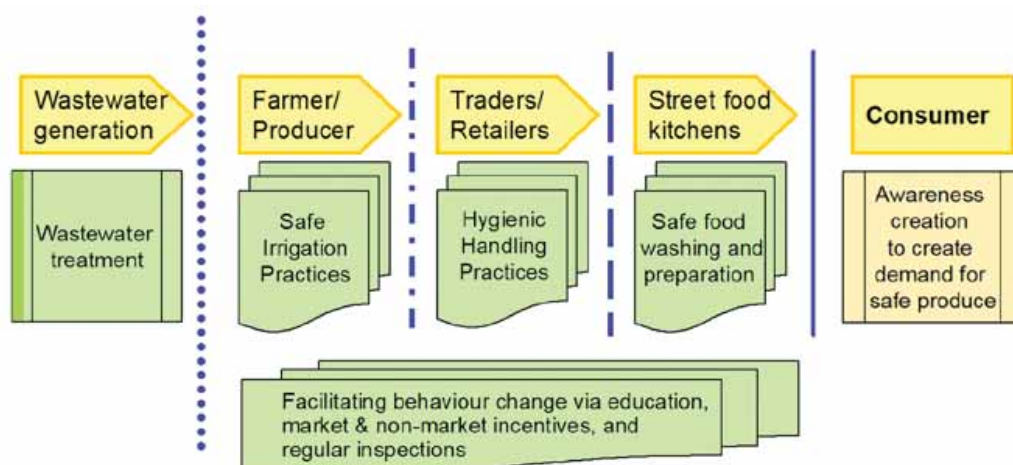 Wastewater
generation
Farmer/
Producer
Traders/
Retailers
Street food
kitchens
Consumer
Wastewater
treatment
Safe
Irrigation
Practices
Hygienic
Handling
Practices
Safe food
washing and
preparation
Awareness
creation
to create
demand for
safe produce
Facilitating behaviour change via education,
market & non-market incentives, and
regular inspections